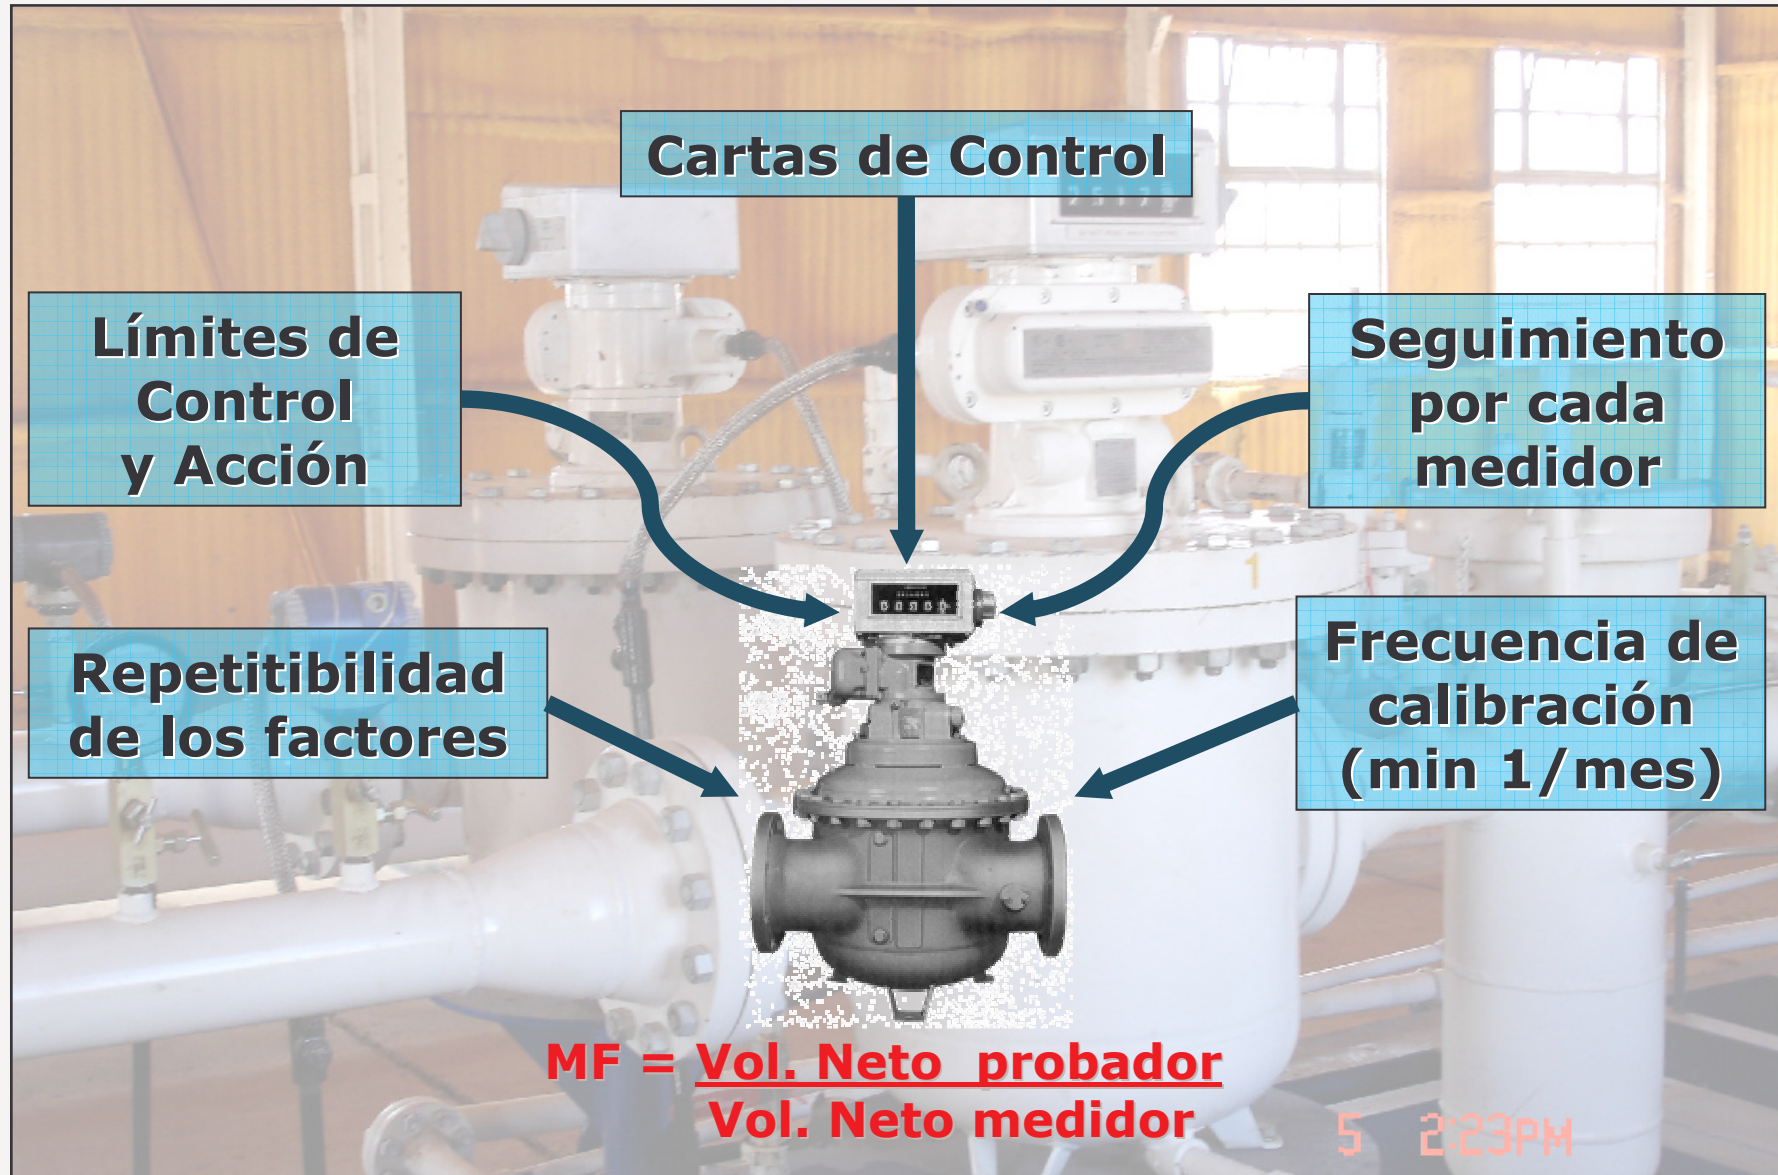 Cartas de Control
Límites de
Control
y Acción
Seguimiento
por cada
medidor
Repetitibilidad
de los factores
Frecuencia de
calibración
(min 1/mes)
MF = Vol. Neto probador
Vol. Neto medidor
5 2:23PM